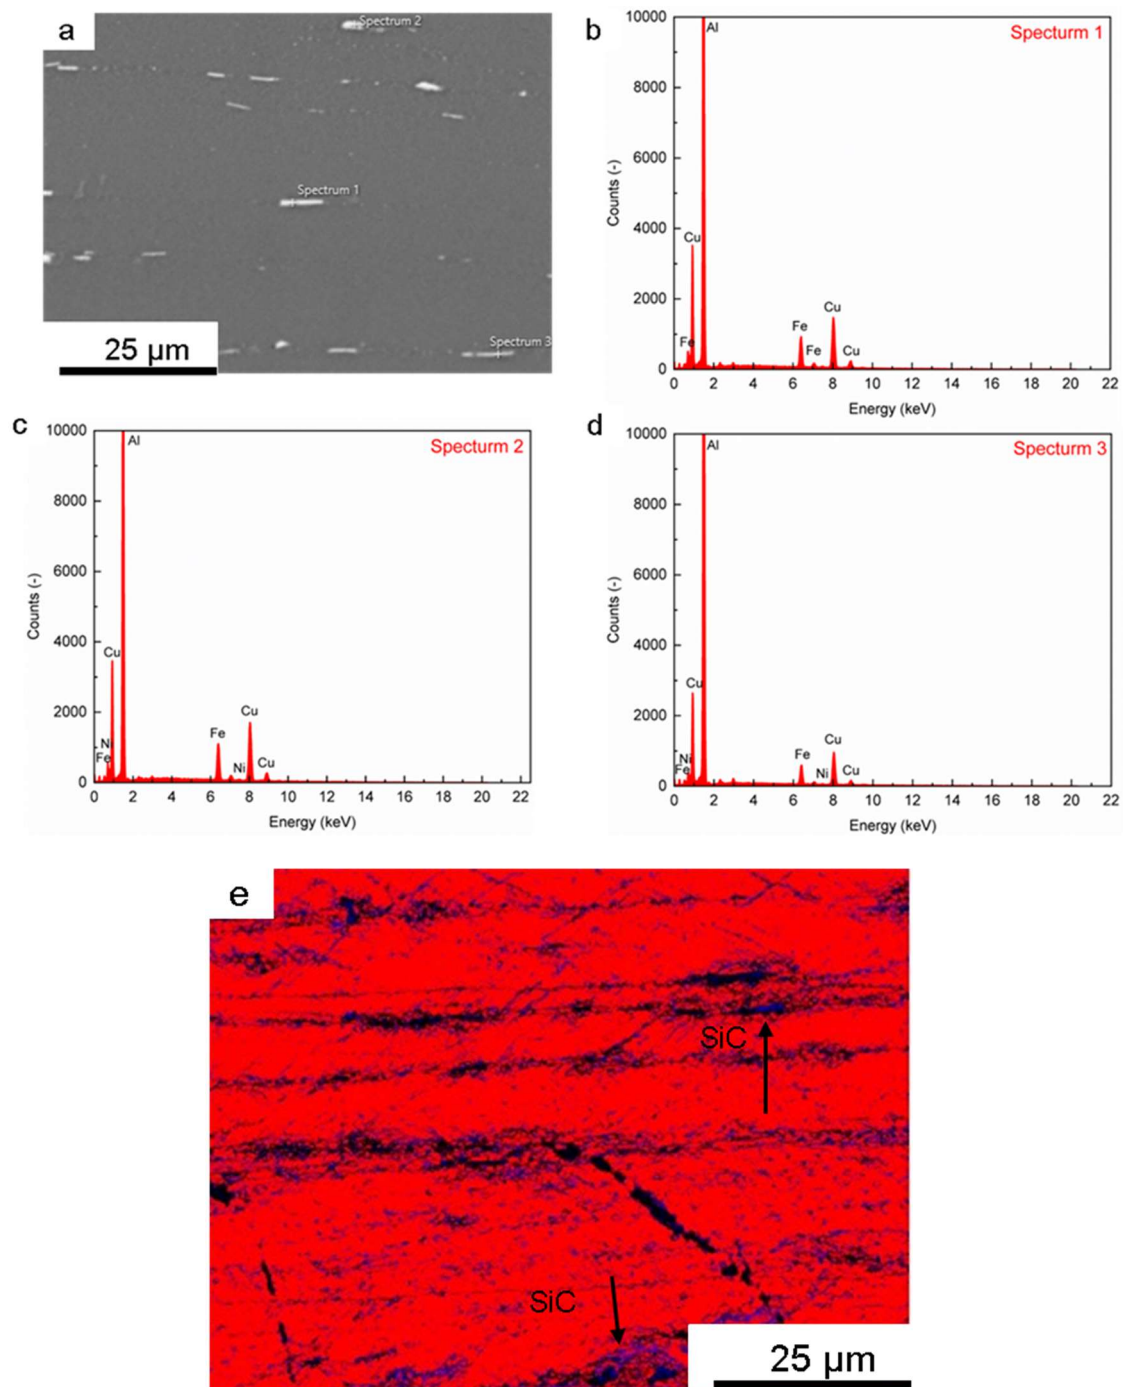 a
Spectrum 2
Spectrum 1
Spectrum 3
25 µm
b
Specturm 1
10000
8000
6000
4000
2000
0
Counts (-)
Al
Cu
Fe
Fe
Fe
Cu
Cu
0 2 4 6 8 10 12 14 16 18 20 22
Energy (keV)
c
Specturm 2
10000
8000
6000
4000
2000
0
Counts (-)
Al
Cu
Ni
Fe
Fe
Ni
Cu
Cu
0 2 4 6 8 10 12 14 16 18 20 22
Energy (keV)
d
Specturm 3
10000
8000
6000
4000
2000
0
Counts (-)
Al
Cu
Ni
Fe
Fe
Ni
Cu
Cu
0 2 4 6 8 10 12 14 16 18 20 22
Energy (keV)
e
SiC
SiC
25 µm